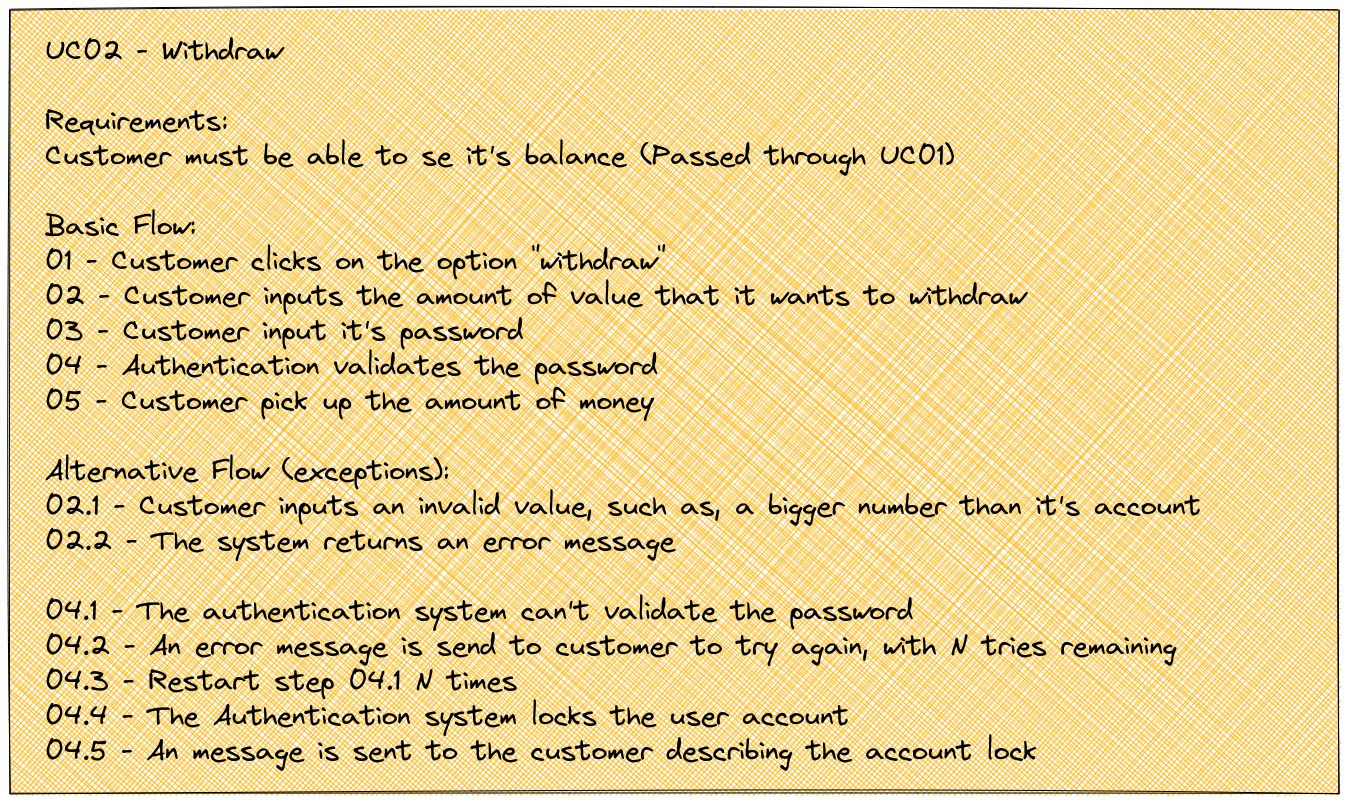 UC02 - Withdraw
Requirements:
Customer must be able to se it's balance (Passed through UC01)
Basic Flow:
01 - Customer clicks on the option "withdraw"
02 - Customer inputs the amount of value that it wants to withdraw
03 - Customer input it's password
04 - Authentication validates the password
05 - Customer pick up the amount of money
Alternative Flow (exceptions):
02.1 - Customer inputs an invalid value, such as, a bigger number than it's account
02.2 - The system returns an error message
04.1 - The authentication system can't validate the password
04.2 - An error message is send to customer to try again, with N tries remaining
04.3 - Restart step 04.1 N times
04.4 - The Authentication system locks the user account
04.5 - An message is sent to the customer describing the account lock